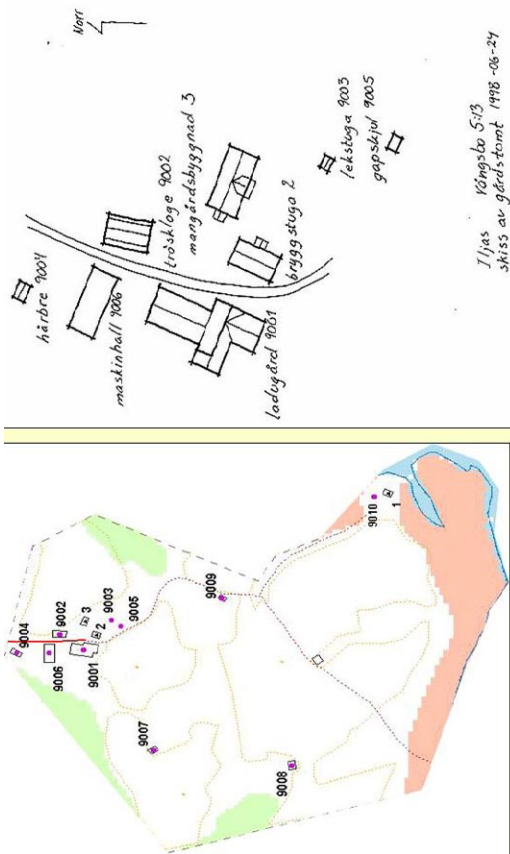 Norr
härbre 9004
maskinhall 9006
tröskloge 9002
mangårdsbyggnad 3
ladugård 9001
bryggstuga 2
lekstuga 9003
gapskjul 9005
Iljas Vångsbo 5:13
skiss av gårdstomt 1998-06-24
9004
9006
9002
9001
3
2
9003
9005
9007
9009
9008
9010
1